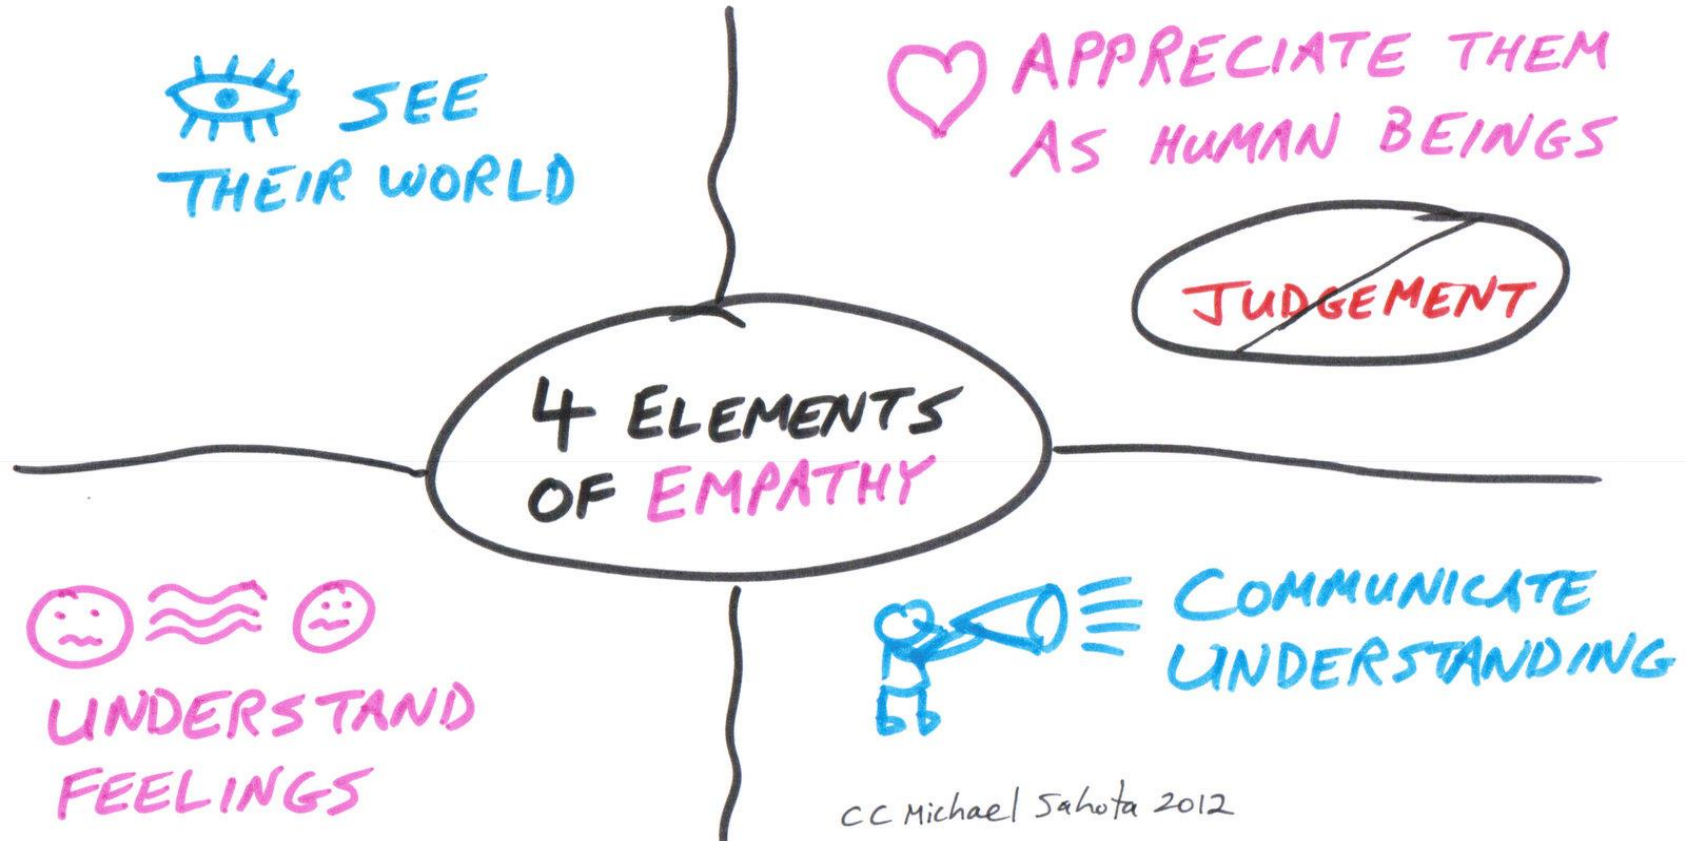 SEE
THEIR WORLD
APPRECIATE THEM
AS HUMAN BEINGS
JUDGEMENT
4 ELEMENTS
OF EMPATHY
UNDERSTAND
FEELINGS
COMMUNICATE
UNDERSTANDING
CC Michael Sahota 2012